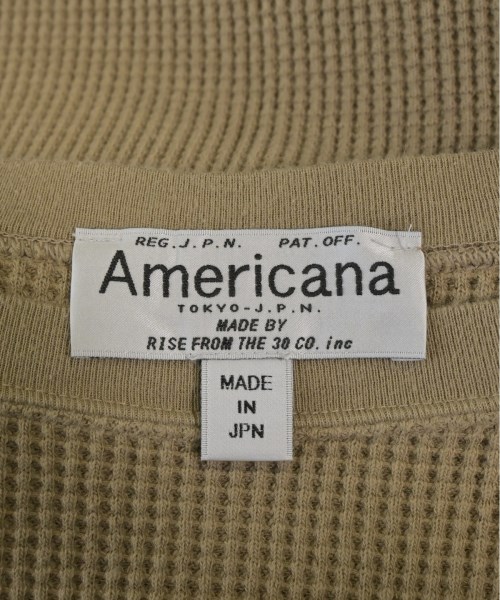 REG.J.P.N. PAT.OFF.
Americana
TOKYO-J.P.N.
MADE BY
RISE FROM THE 30 CO. inc
MADE
IN
JPN